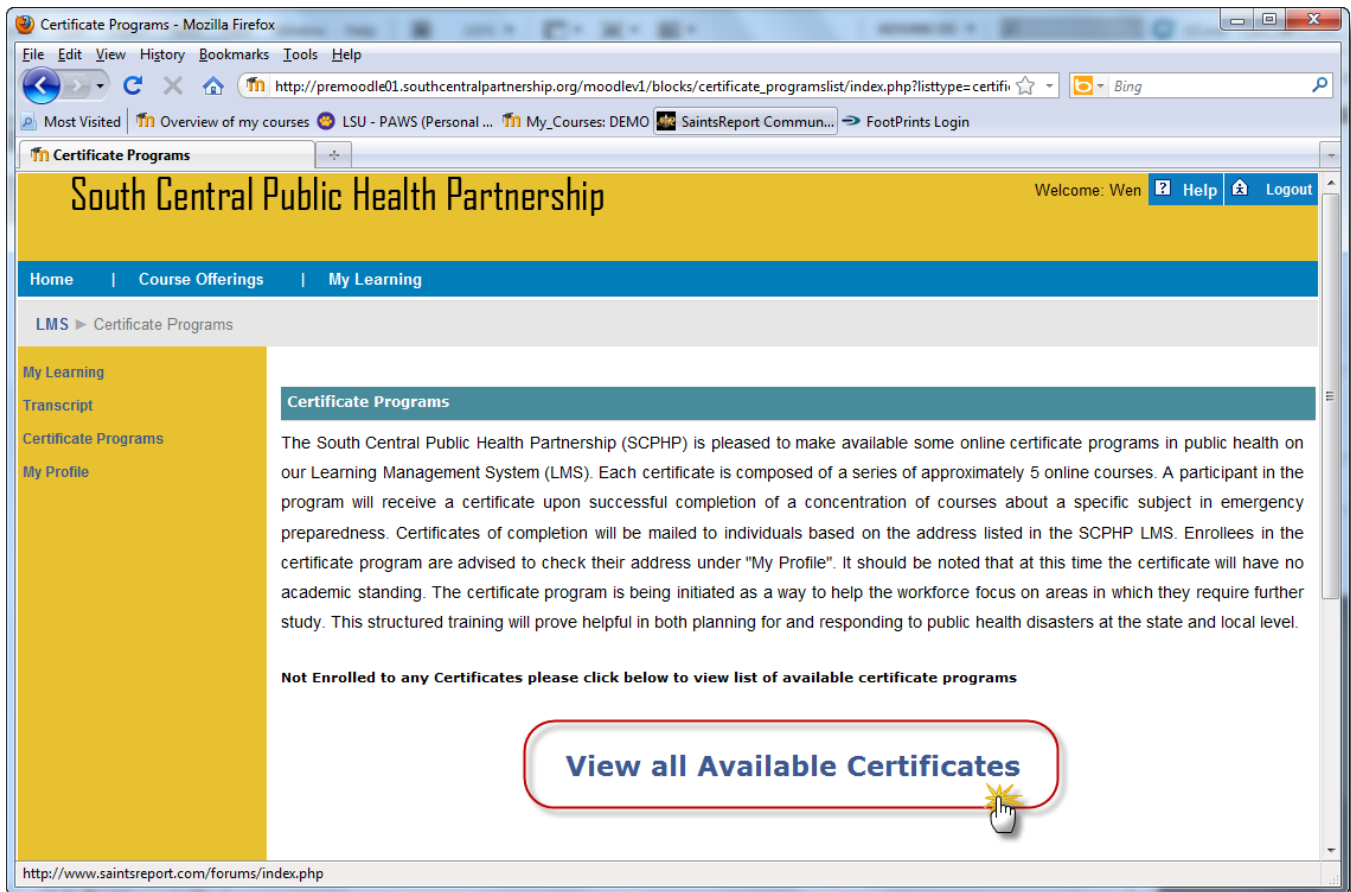 Certificate Programs - Mozilla Firefox
File Edit View History Bookmarks Tools Help
http://premoodle01.southcentralpartnership.org/moodlev1/blocks/certificate_programslist/index.php?listtype=certifi
Bing
Most Visited Overview of my courses LSU - PAWS (Personal ... My_Courses: DEMO SaintsReport Commun... FootPrints Login
Certificate Programs
South Central Public Health Partnership
Welcome: Wen ? Help Logout
Home | Course Offerings | My Learning
LMS ► Certificate Programs
My Learning
Transcript
Certificate Programs
My Profile
Certificate Programs
The South Central Public Health Partnership (SCPHP) is pleased to make available some online certificate programs in public health on
our Learning Management System (LMS). Each certificate is composed of a series of approximately 5 online courses. A participant in the
program will receive a certificate upon successful completion of a concentration of courses about a specific subject in emergency
preparedness. Certificates of completion will be mailed to individuals based on the address listed in the SCPHP LMS. Enrollees in the
certificate program are advised to check their address under "My Profile". It should be noted that at this time the certificate will have no
academic standing. The certificate program is being initiated as a way to help the workforce focus on areas in which they require further
study. This structured training will prove helpful in both planning for and responding to public health disasters at the state and local level.
Not Enrolled to any Certificates please click below to view list of available certificate programs
View all Available Certificates
http://www.saintsreport.com/forums/index.php